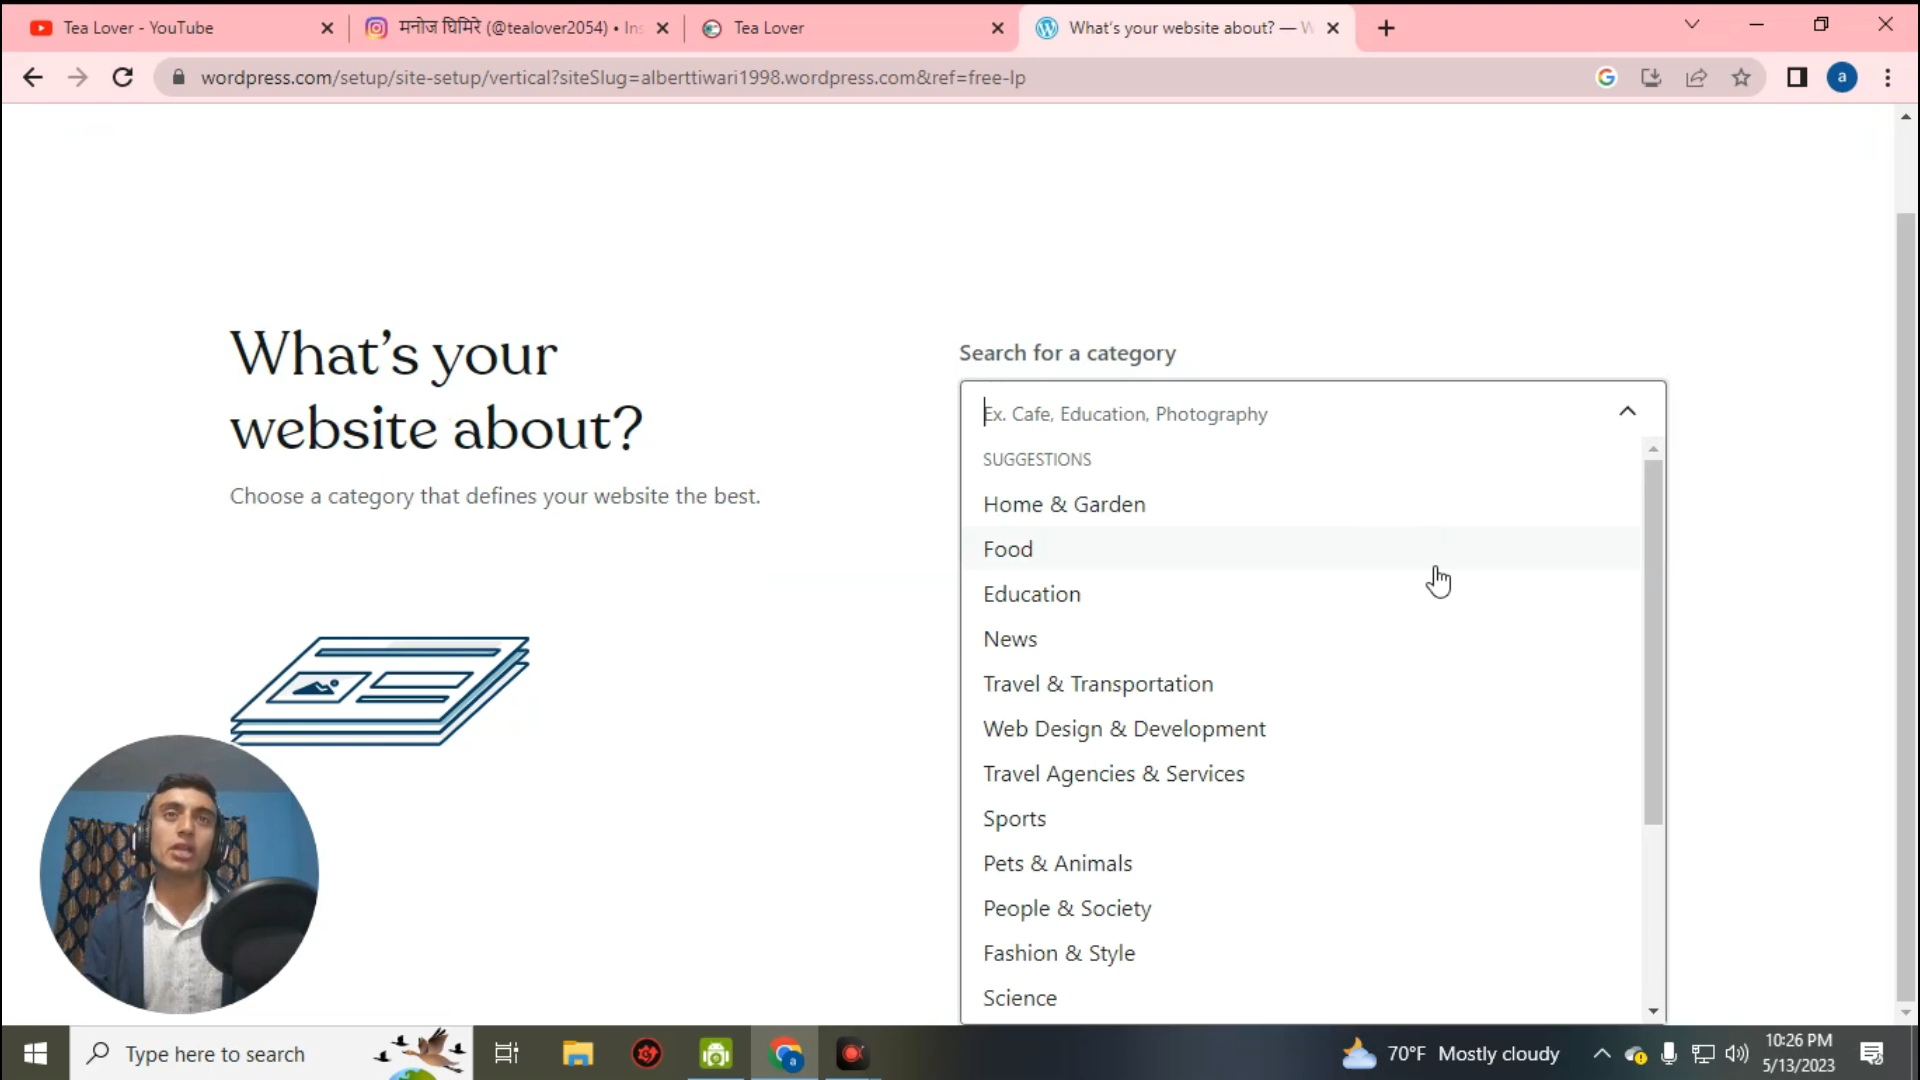 Tea Lover - YouTube
मनोज घिमिरे (@tealover2054) • Ins
Tea Lover
What's your website about? — W
wordpress.com/setup/site-setup/vertical?siteSlug=alberttiwari1998.wordpress.com&ref=free-lp
a
What’s your
website about?
Choose a category that defines your website the best.
Search for a category
Ex. Cafe, Education, Photography
SUGGESTIONS
Home & Garden
Food
Education
News
Travel & Transportation
Web Design & Development
Travel Agencies & Services
Sports
Pets & Animals
People & Society
Fashion & Style
Science
Type here to search
a
70°F Mostly cloudy
10:26 PM
5/13/2023